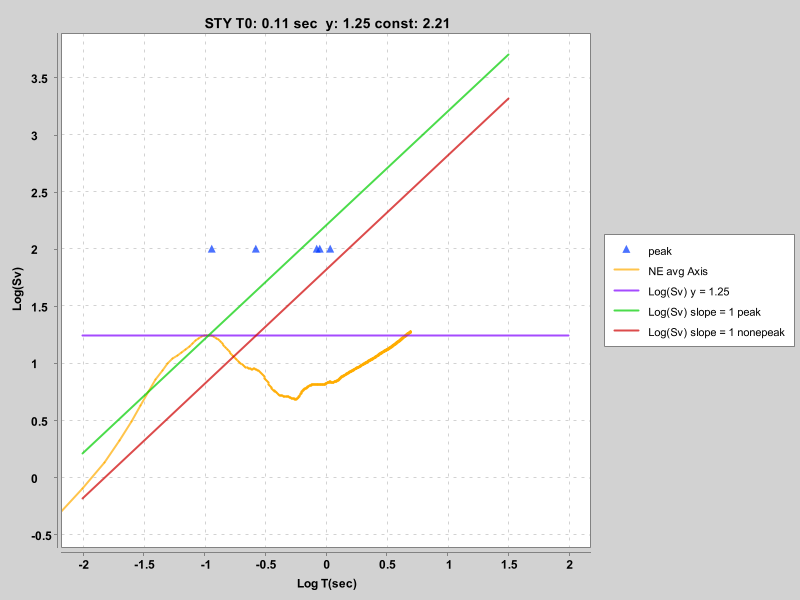 STY T0: 0.11 sec  y: 1.25 const: 2.21
3.5
3
2.5
2
1.5
1
0.5
0
-0.5
Log(Sv)
-2 -1.5 -1 -0.5 0 0.5 1 1.5 2
Log T(sec)
peak
NE avg Axis
Log(Sv) y = 1.25
Log(Sv) slope = 1 peak
Log(Sv) slope = 1 nonepeak